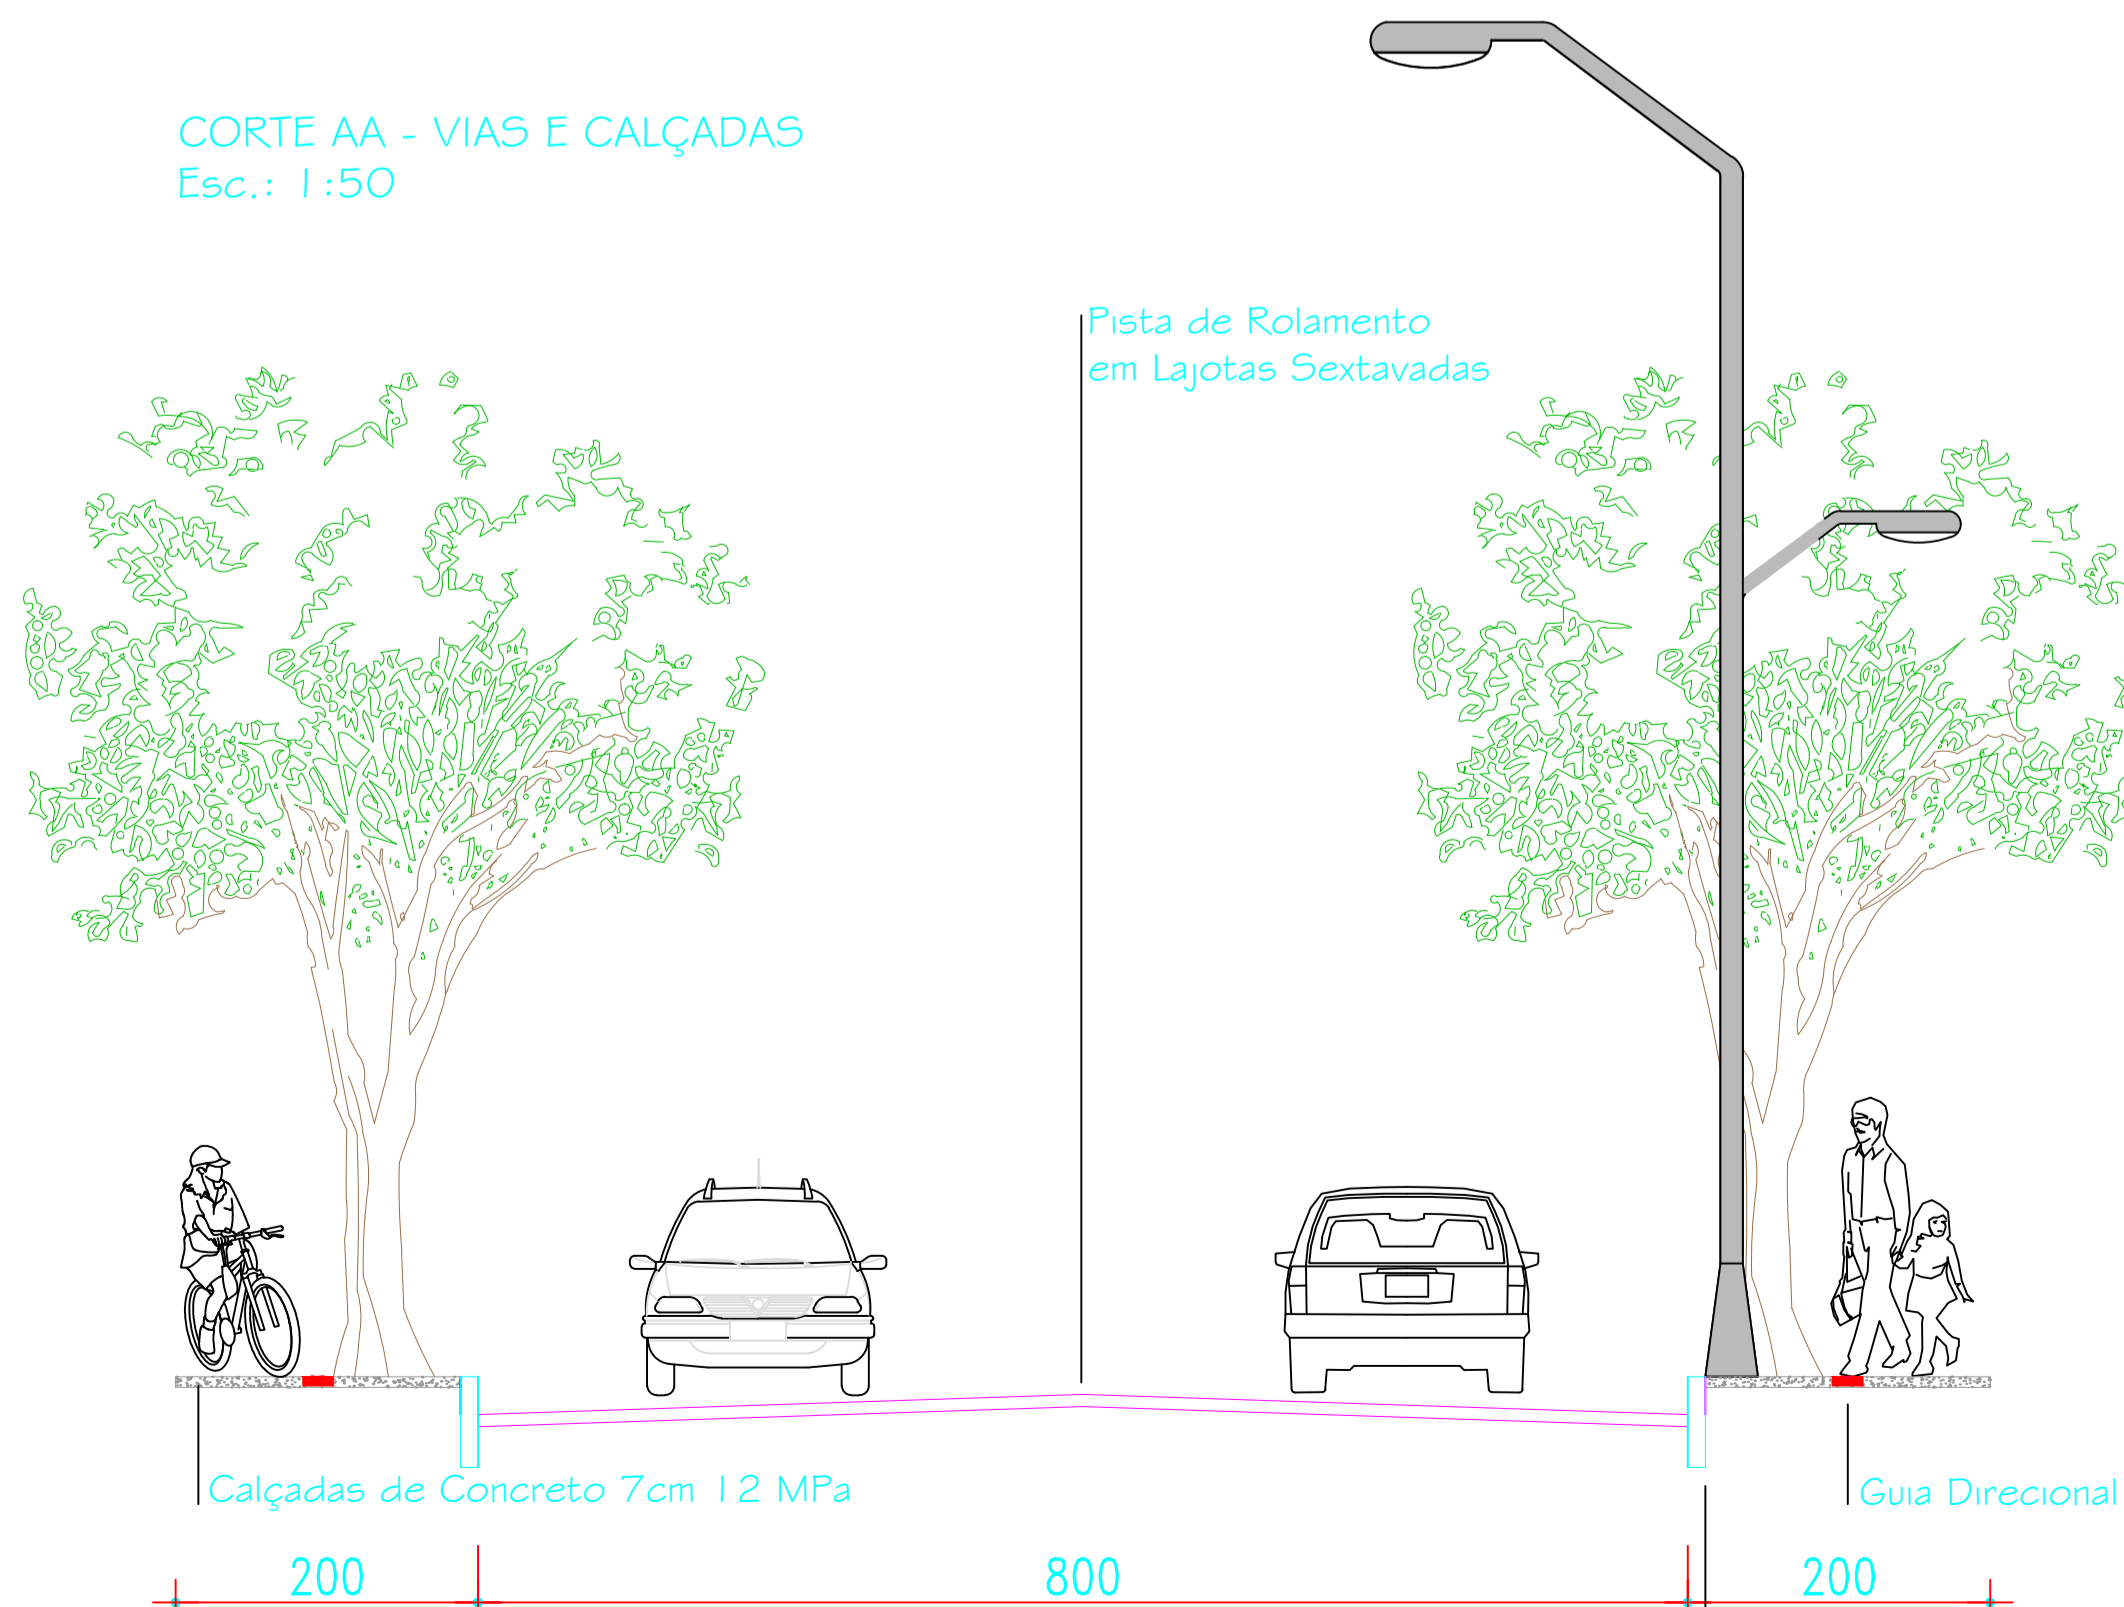 CORTE AA - VIAS E CALÇADAS
Esc.: 1:50
Pista de Rolamento
em Lajotas Sextavadas
Calçadas de Concreto 7cm 12 MPa
Guia Direcional
200 800 200